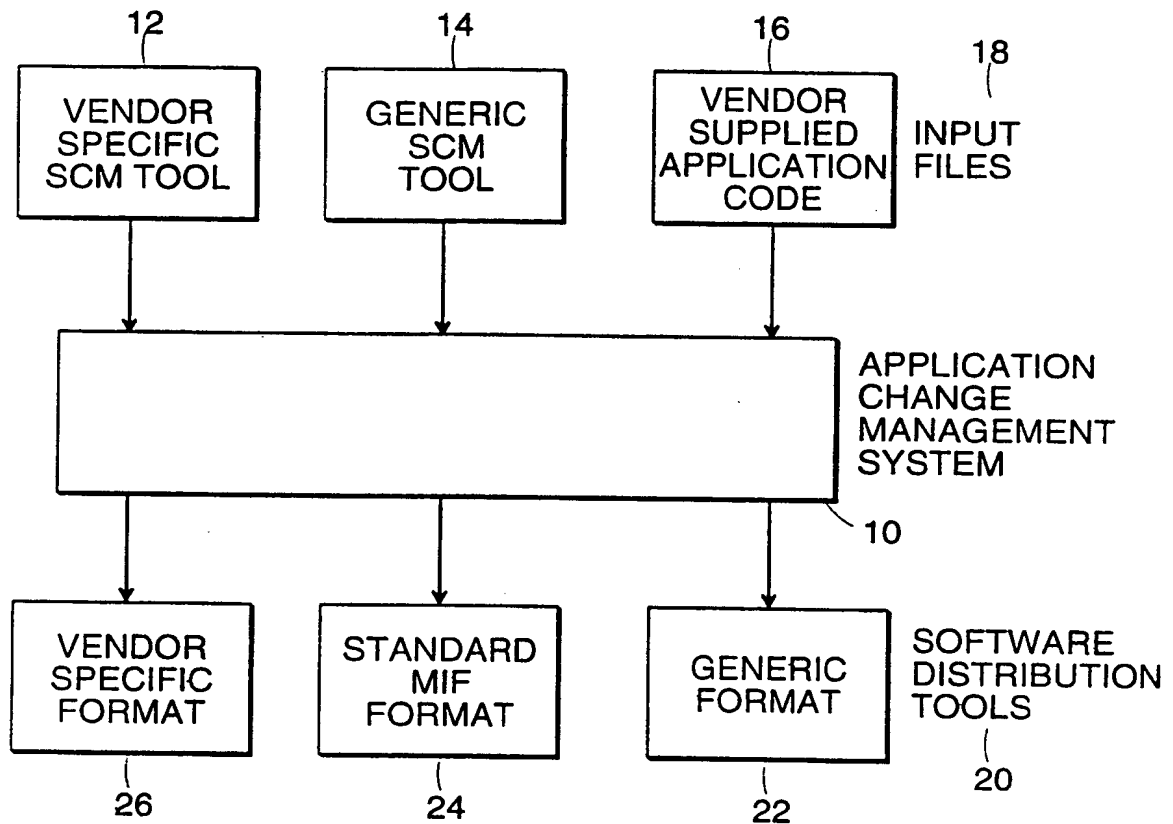 12
14
16
18
VENDOR
SPECIFIC
SCM TOOL
GENERIC
SCM
TOOL
VENDOR
SUPPLIED
APPLICATION
CODE
INPUT
FILES
APPLICATION
CHANGE
MANAGEMENT
SYSTEM
10
VENDOR
SPECIFIC
FORMAT
STANDARD
MIF
FORMAT
GENERIC
FORMAT
SOFTWARE
DISTRIBUTION
TOOLS
20
26
24
22